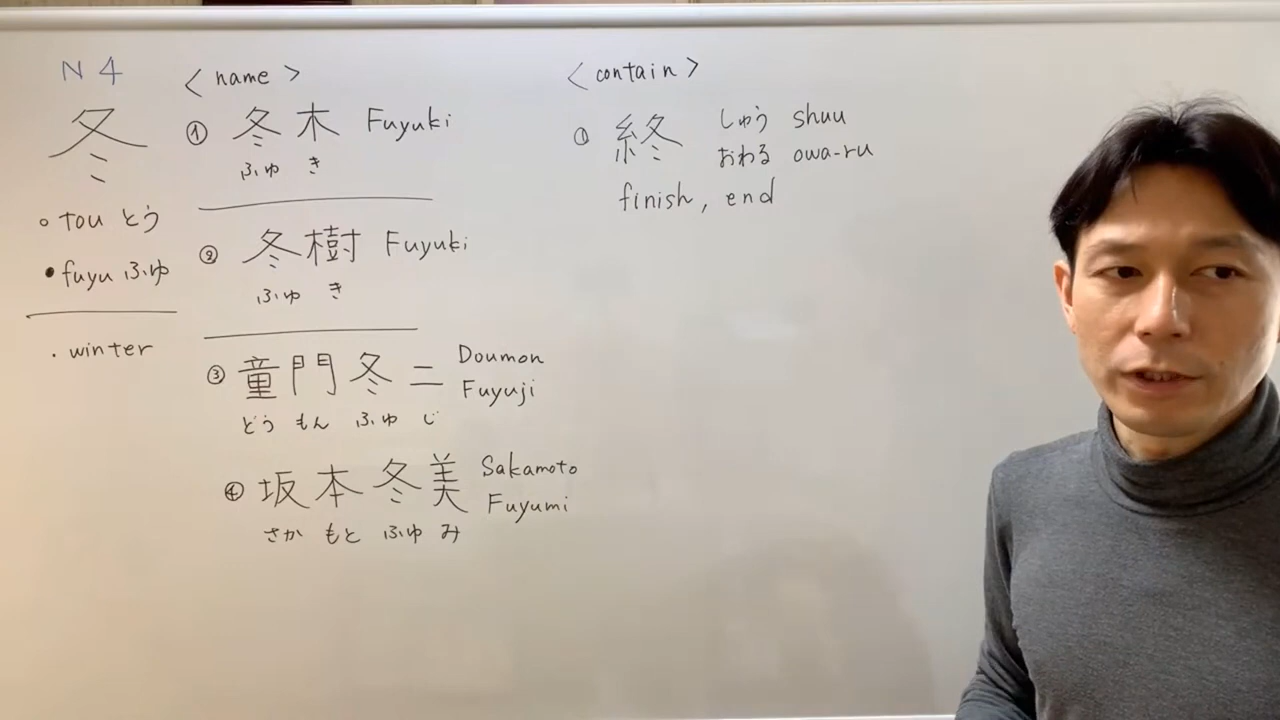 N4
冬
○ tou とう
● fuyu ふゆ
・winter
<name>
① 冬木 Fuyuki
ふゆ き
② 冬樹 Fuyuki
ふゆ き
③ 童門冬二 Doumon Fuyuji
どう もん ふゆ じ
④ 坂本冬美 Sakamoto Fuyumi
さか もと ふゆ み
<contain>
① 終 しゅう shuu
おわる owa-ru
finish, end